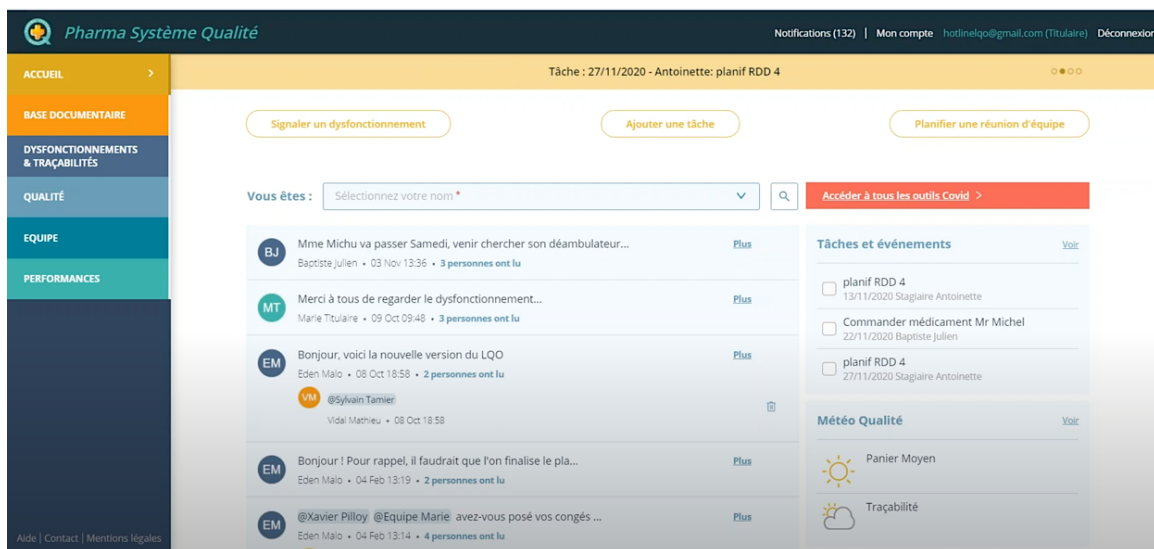 Pharma Système Qualité
Notifications (132) | Mon compte hotlinelqo@gmail.com (Titulaire) Déconnexion
ACCUEIL >
Tâche : 27/11/2020 - Antoinette: planif RDD 4
BASE DOCUMENTAIRE
DYSFONCTIONNEMENTS
& TRAÇABILITÉS
QUALITÉ
EQUIPE
PERFORMANCES
Aide | Contact | Mentions légales
Signaler un dysfonctionnement
Ajouter une tâche
Planifier une réunion d'équipe
Vous êtes : Sélectionnez votre nom *
BJ
Mme Michu va passer Samedi, venir chercher son déambulateur... Plus
Baptiste Julien • 03 Nov 13:36 • 3 personnes ont lu
MT
Merci à tous de regarder le dysfonctionnement... Plus
Marie Titulaire • 09 Oct 09:48 • 3 personnes ont lu
EM
Bonjour, voici la nouvelle version du LQO Plus
Eden Malo • 08 Oct 18:58 • 2 personnes ont lu
VM
@Sylvain Tamier
Vidal Mathieu • 08 Oct 18:58
EM
Bonjour ! Pour rappel, il faudrait que l'on finalise le pla... Plus
Eden Malo • 04 Feb 13:19 • 2 personnes ont lu
EM
@Xavier Pilloy @Equipe Marie avez-vous posé vos congés ... Plus
Eden Malo • 04 Feb 13:14 • 4 personnes ont lu
Accéder à tous les outils Covid >
Tâches et événements Voir
planif RDD 4
13/11/2020 Stagiaire Antoinette
Commander médicament Mr Michel
22/11/2020 Baptiste Julien
planif RDD 4
27/11/2020 Stagiaire Antoinette
Météo Qualité Voir
Panier Moyen
Traçabilité